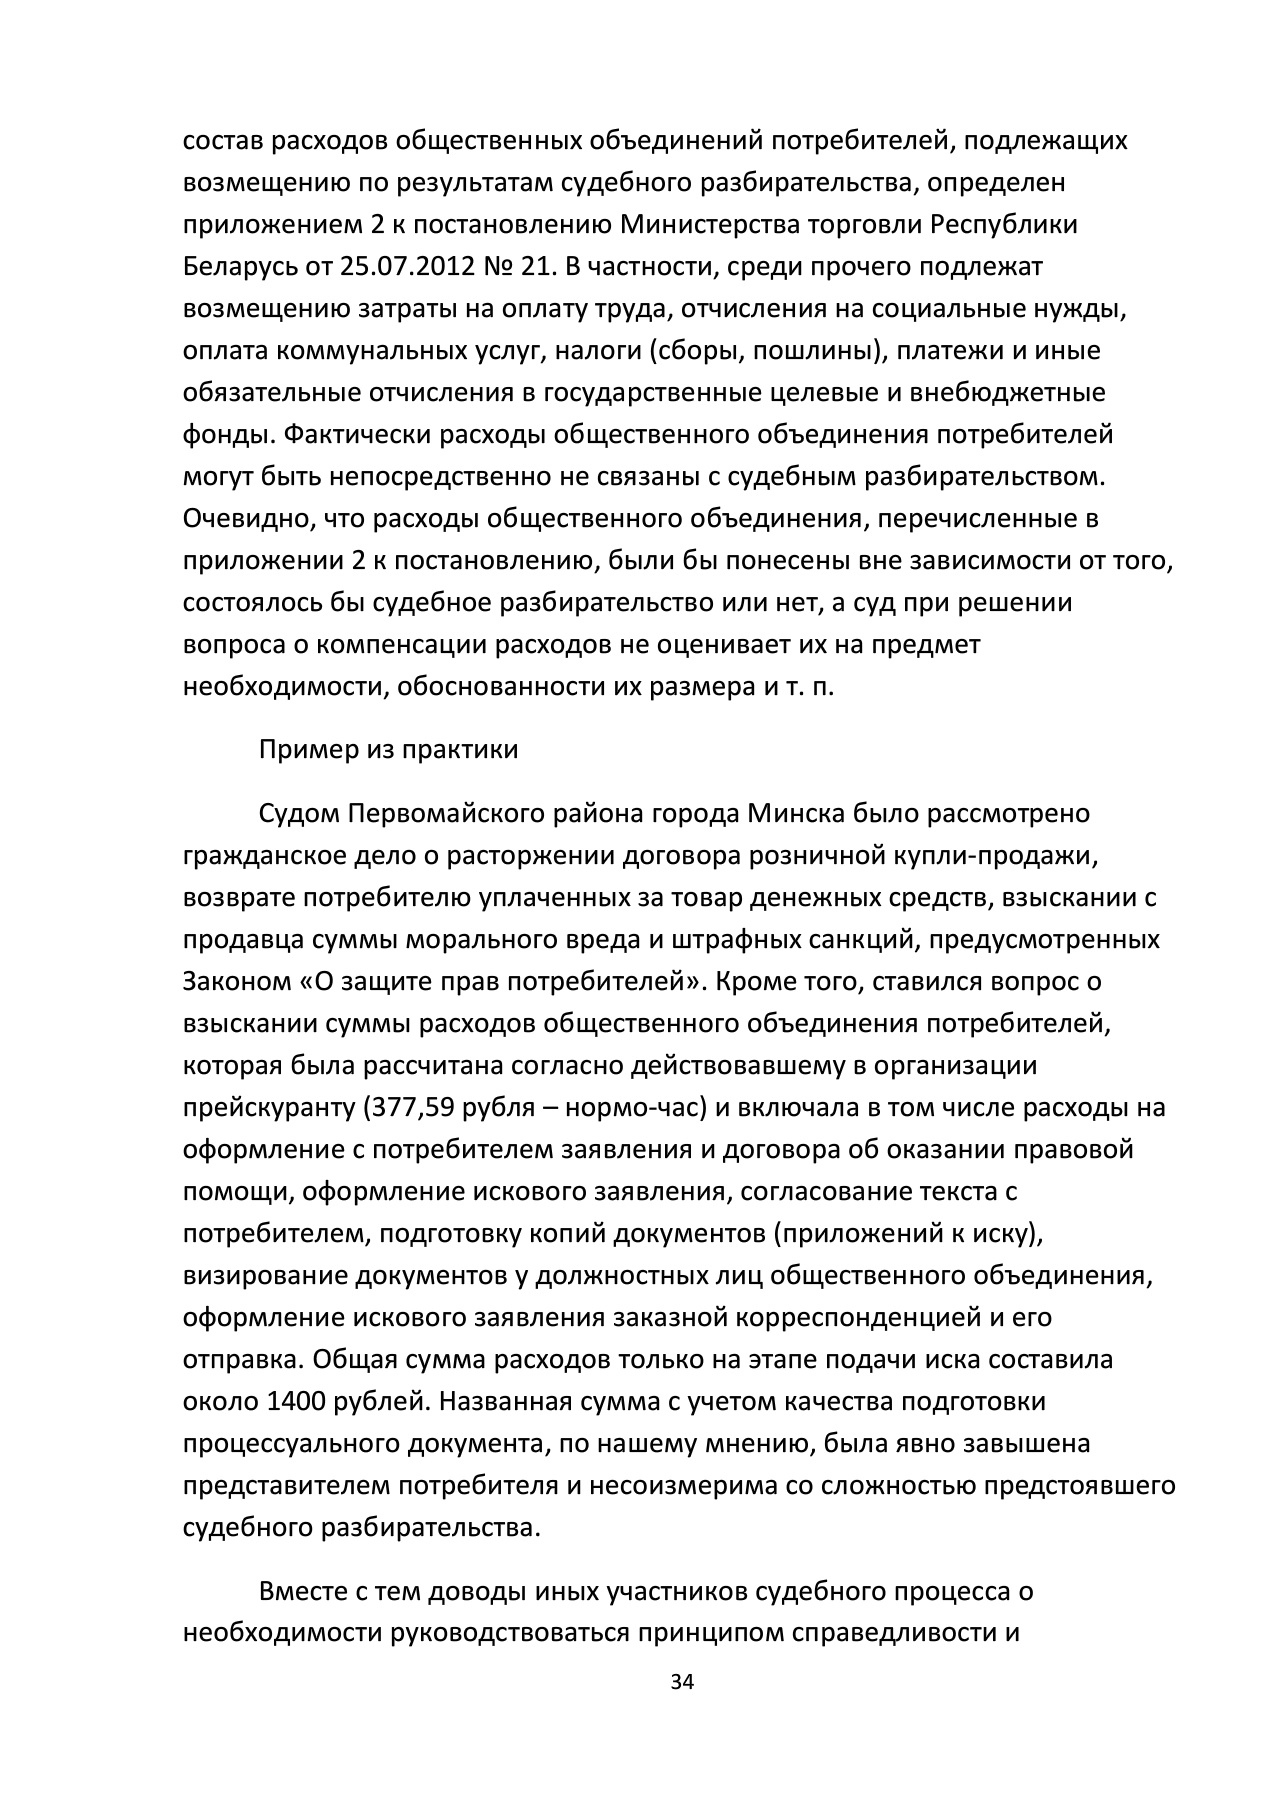 состав расходов общественных объединений потребителей, подлежащих
возмещению по результатам судебного разбирательства, определен
приложением 2 к постановлению Министерства торговли Республики
Беларусь от 25.07.2012 № 21. В частности, среди прочего подлежат
возмещению затраты на оплату труда, отчисления на социальные нужды,
оплата коммунальных услуг, налоги (сборы, пошлины), платежи и иные
обязательные отчисления в государственные целевые и внебюджетные
фонды. Фактически расходы общественного объединения потребителей
могут быть непосредственно не связаны с судебным разбирательством.
Очевидно, что расходы общественного объединения, перечисленные в
приложении 2 к постановлению, были бы понесены вне зависимости от того,
состоялось бы судебное разбирательство или нет, а суд при решении
вопроса о компенсации расходов не оценивает их на предмет
необходимости, обоснованности их размера и т. п.
Пример из практики
Судом Первомайского района города Минска было рассмотрено
гражданское дело о расторжении договора розничной купли-продажи,
возврате потребителю уплаченных за товар денежных средств, взыскании с
продавца суммы морального вреда и штрафных санкций, предусмотренных
Законом «О защите прав потребителей». Кроме того, ставился вопрос о
взыскании суммы расходов общественного объединения потребителей,
которая была рассчитана согласно действовавшему в организации
прейскуранту (377,59 рубля – нормо-час) и включала в том числе расходы на
оформление с потребителем заявления и договора об оказании правовой
помощи, оформление искового заявления, согласование текста с
потребителем, подготовку копий документов (приложений к иску),
визирование документов у должностных лиц общественного объединения,
оформление искового заявления заказной корреспонденцией и его
отправка. Общая сумма расходов только на этапе подачи иска составила
около 1400 рублей. Названная сумма с учетом качества подготовки
процессуального документа, по нашему мнению, была явно завышена
представителем потребителя и несоизмерима со сложностью предстоявшего
судебного разбирательства.
Вместе с тем доводы иных участников судебного процесса о
необходимости руководствоваться принципом справедливости и
34